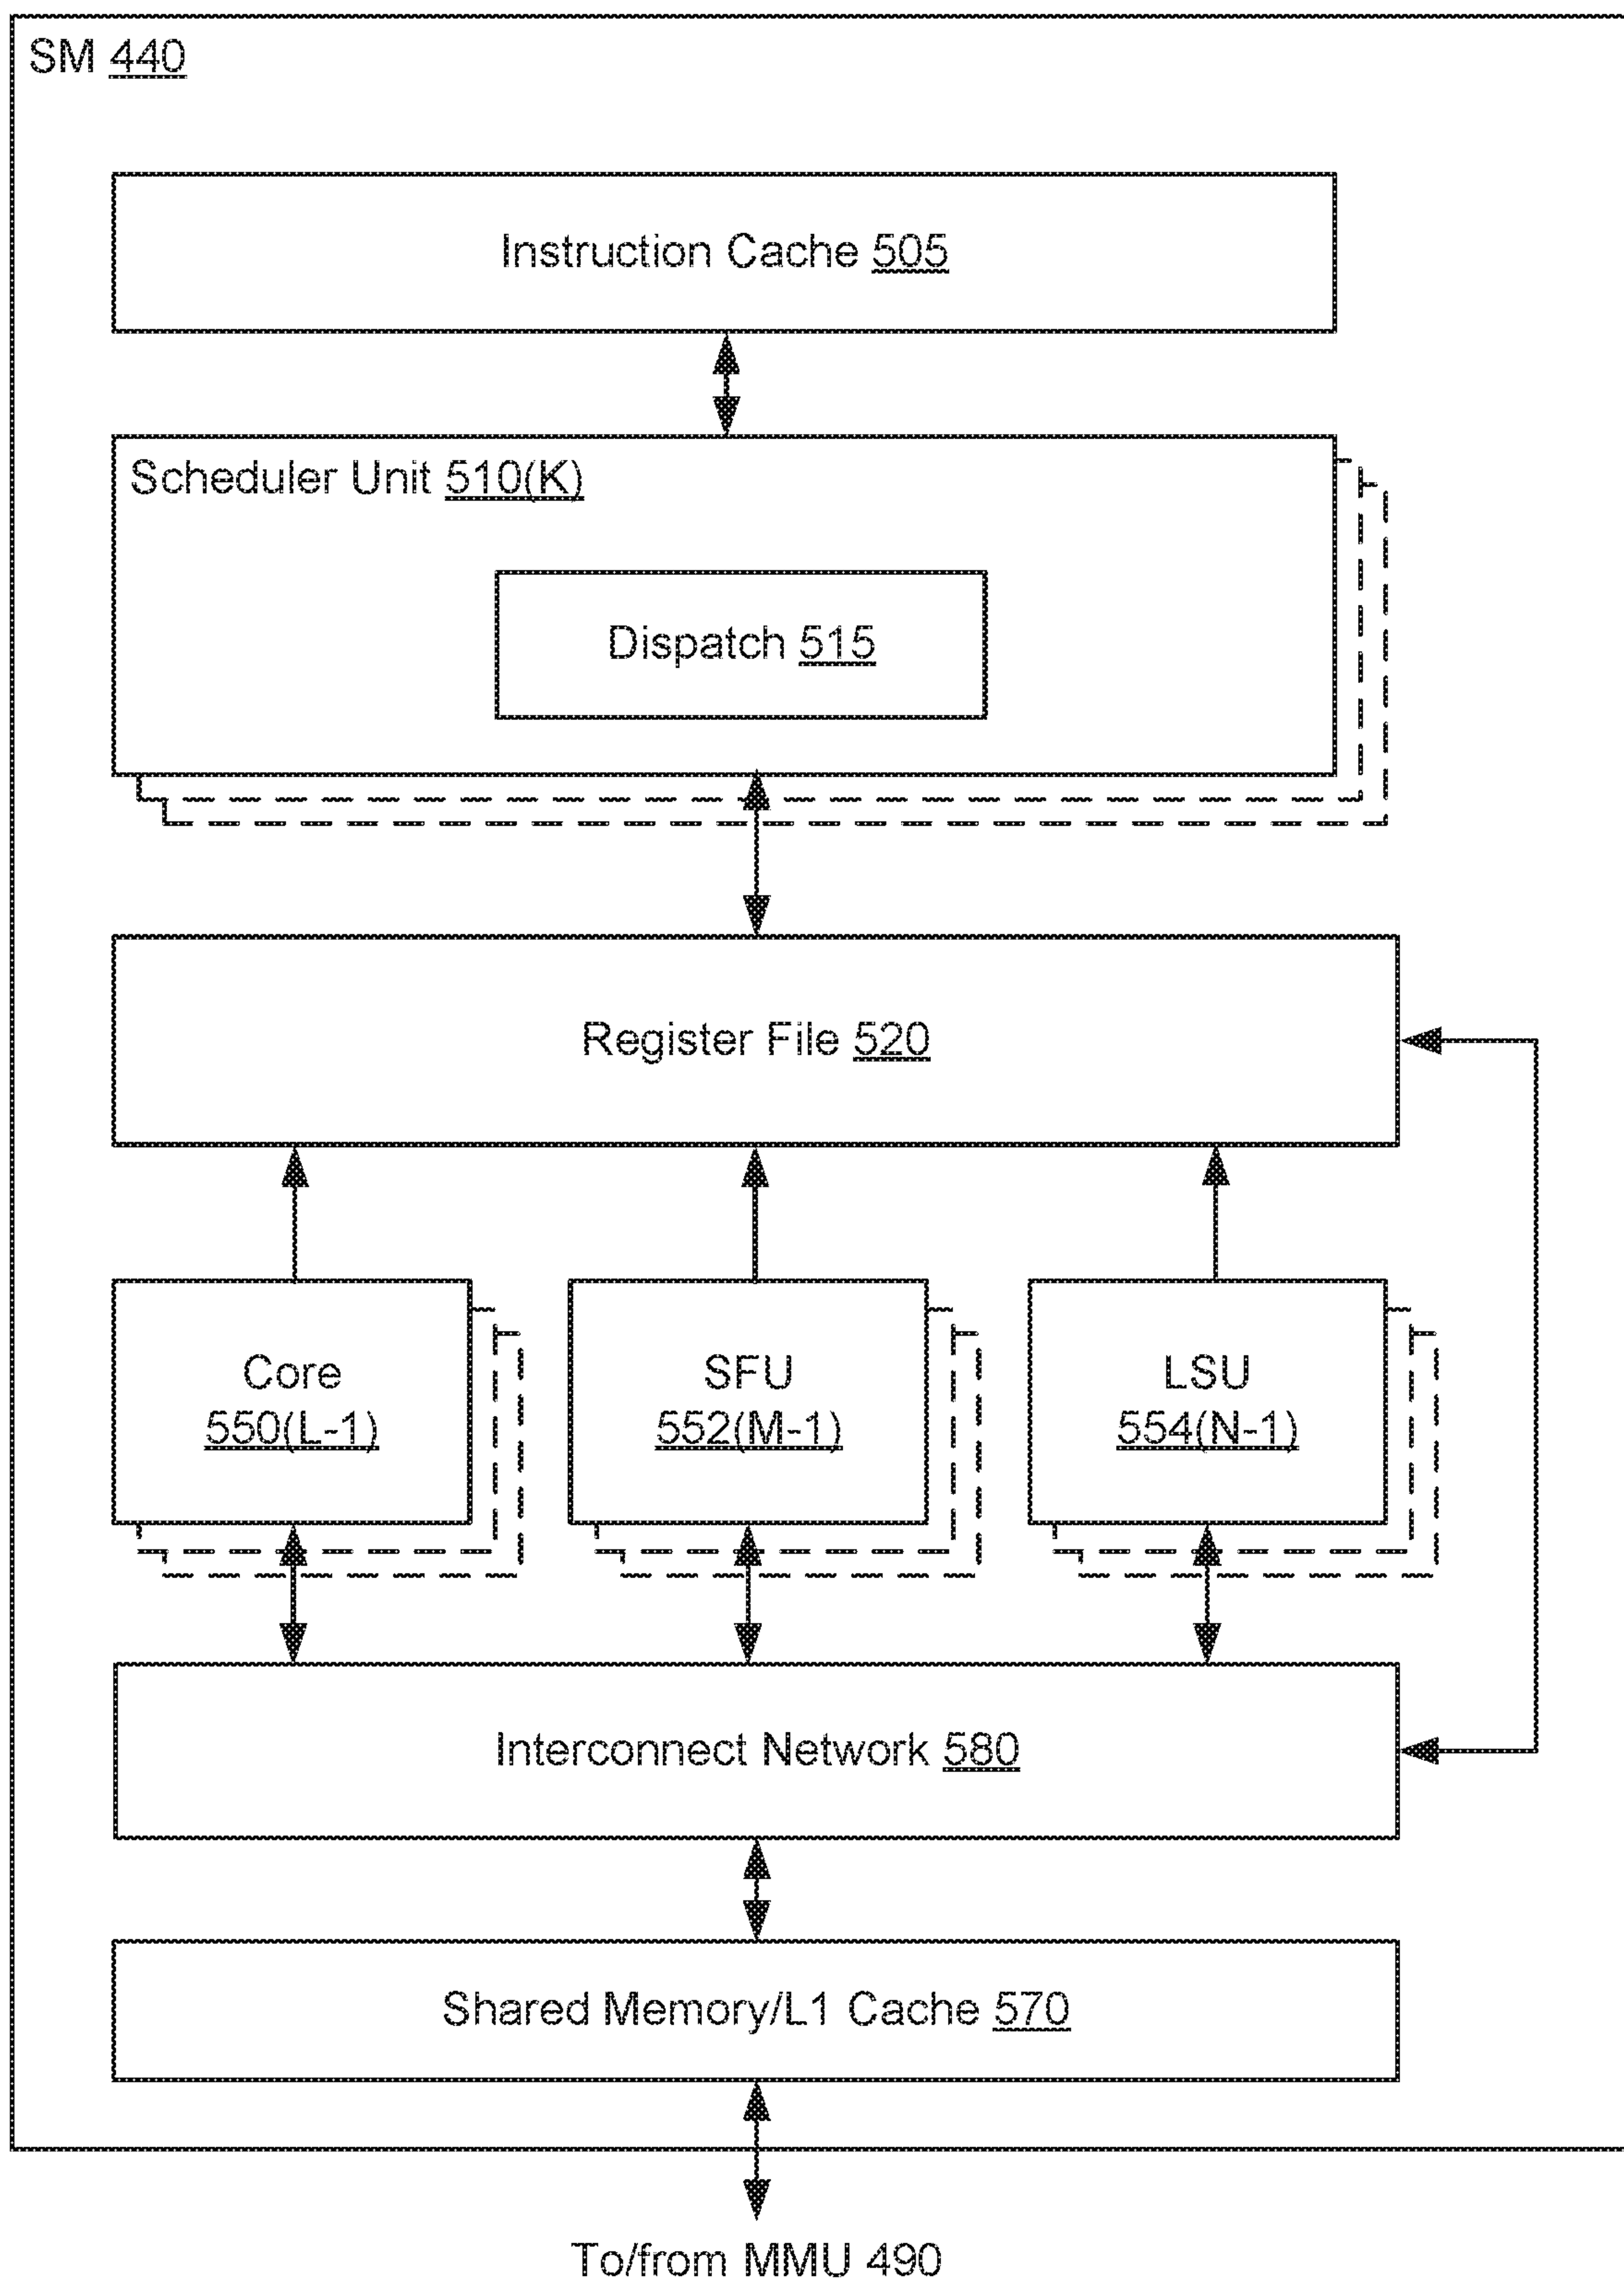 SM 440
Instruction Cache 505
Scheduler Unit 510(K)
Dispatch 515
Register File 520
Core
550(L-1)
SFU
552(M-1)
LSU
554(N-1)
Interconnect Network 580
Shared Memory/L1 Cache 570
To/from MMU 490